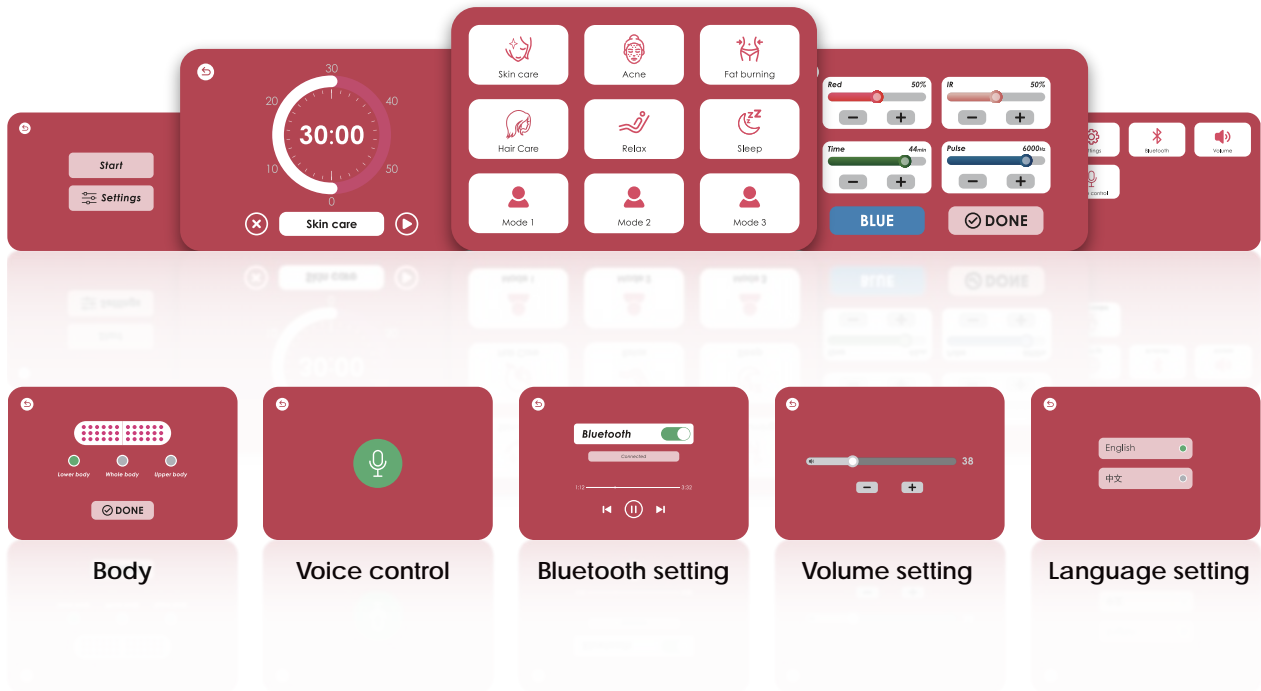 Start
Settings
30
20
40
30:00
10
50
0
Skin care
Skin care
Acne
Fat burning
Hair Care
Relax
Sleep
Mode 1
Mode 2
Mode 3
Red 50%
IR 50%
Time 44min
Pulse 6000Hz
BLUE
DONE
Bluetooth
Volume
control
Lower body
Whole body
Upper body
DONE
Bluetooth
Connected
1:12
3:32
38
English
中文
Body
Voice control
Bluetooth setting
Volume setting
Language setting